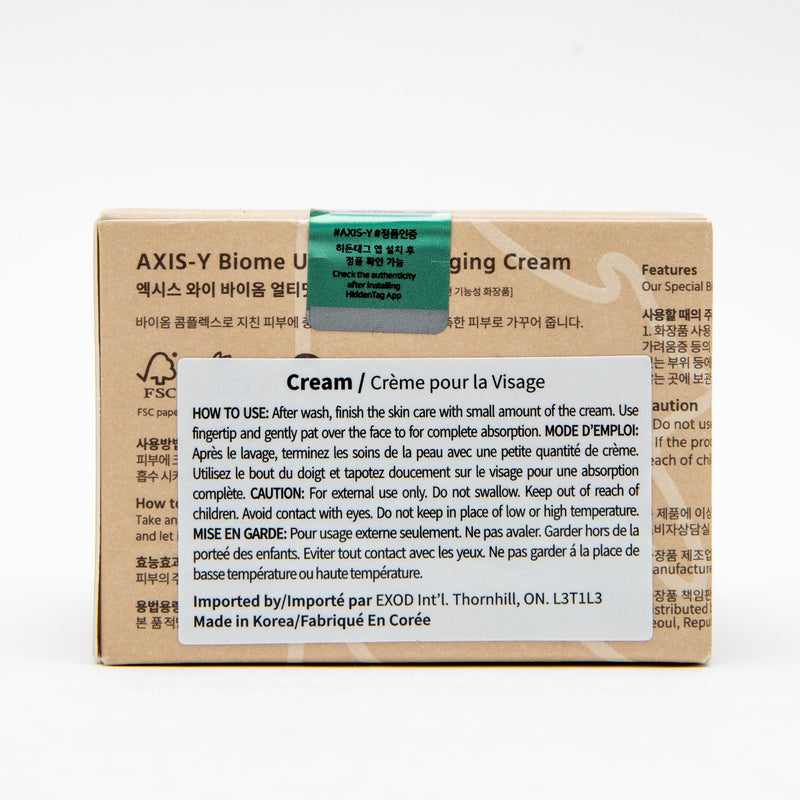 #AXIS-Y #정품인증
히든태그 앱 설치 후
정품 확인 가능
Check the authenticity
after installing
HiddenTag App
AXIS-Y Biome U ging Cream
엑시스 와이 바이옴 얼티밋 기능성 화장품]
바이옴 콤플렉스로 지친 피부에 촉한 피부로 가꾸어 줍니다.
FSC
FSC pape
사용방법
피부에
흡수 시켜
How to
Take an
and let i
효능효과
피부의 주
용법용량
본 품 적당
Cream / Crème pour la Visage
HOW TO USE: After wash, finish the skin care with small amount of the cream. Use
fingertip and gently pat over the face to for complete absorption. MODE D'EMPLOI:
Après le lavage, terminez les soins de la peau avec une petite quantité de crème.
Utilisez le bout du doigt et tapotez doucement sur le visage pour une absorption
complète. CAUTION: For external use only. Do not swallow. Keep out of reach of
children. Avoid contact with eyes. Do not keep in place of low or high temperature.
MISE EN GARDE: Pour usage externe seulement. Ne pas avaler. Garder hors de la
porteé des enfants. Eviter tout contact avec les yeux. Ne pas garder á la place de
basse température ou haute température.
Imported by/Importé par EXOD Int'l. Thornhill, ON. L3T1L3
Made in Korea/Fabriqué En Corée
Features
Our Special B
사용할 때의 주
1. 화장품 사용
가려움증 등의
있는 부위 등에
않는 곳에 보관
aution
Do not us
If the pro
each of chi
제품에 이상
비자상담실
장품 제조업
anufacture
장품 책임판
istributed b
eoul, Repu